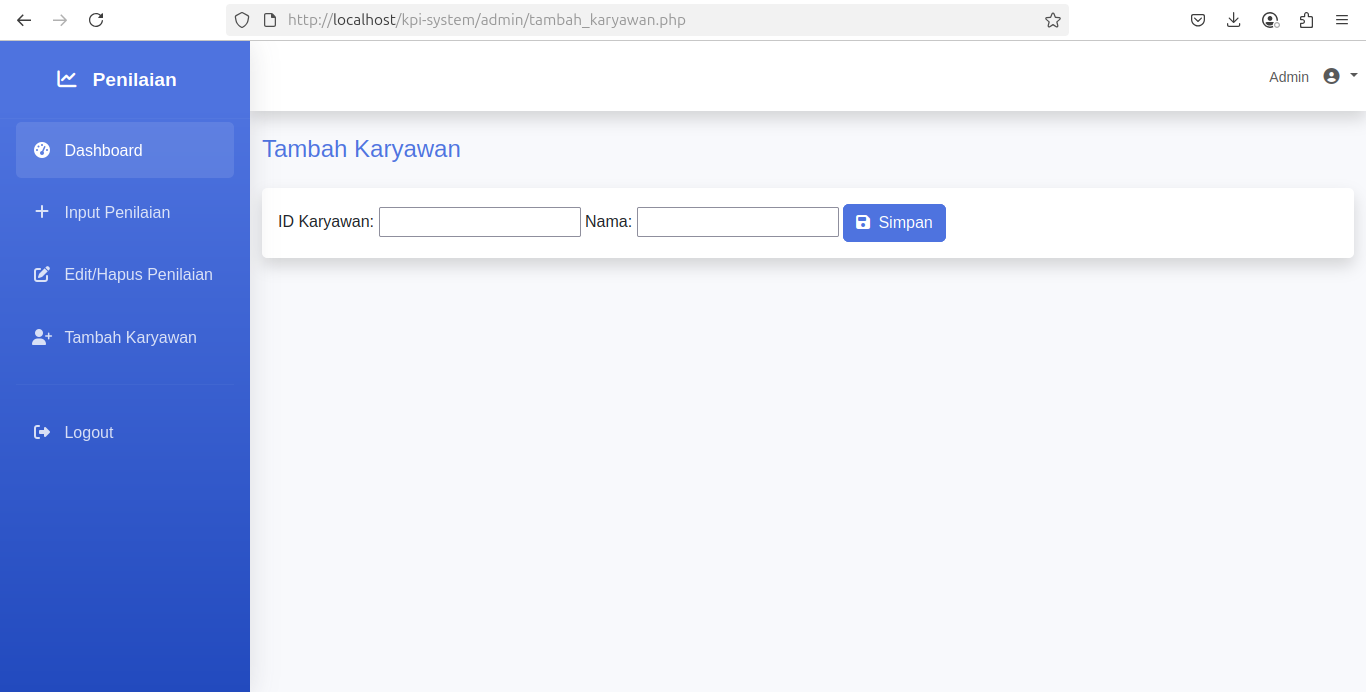 http://localhost/kpi-system/admin/tambah_karyawan.php
Penilaian
Admin
Dashboard
Input Penilaian
Edit/Hapus Penilaian
Tambah Karyawan
Logout
Tambah Karyawan
ID Karyawan: Nama: Simpan